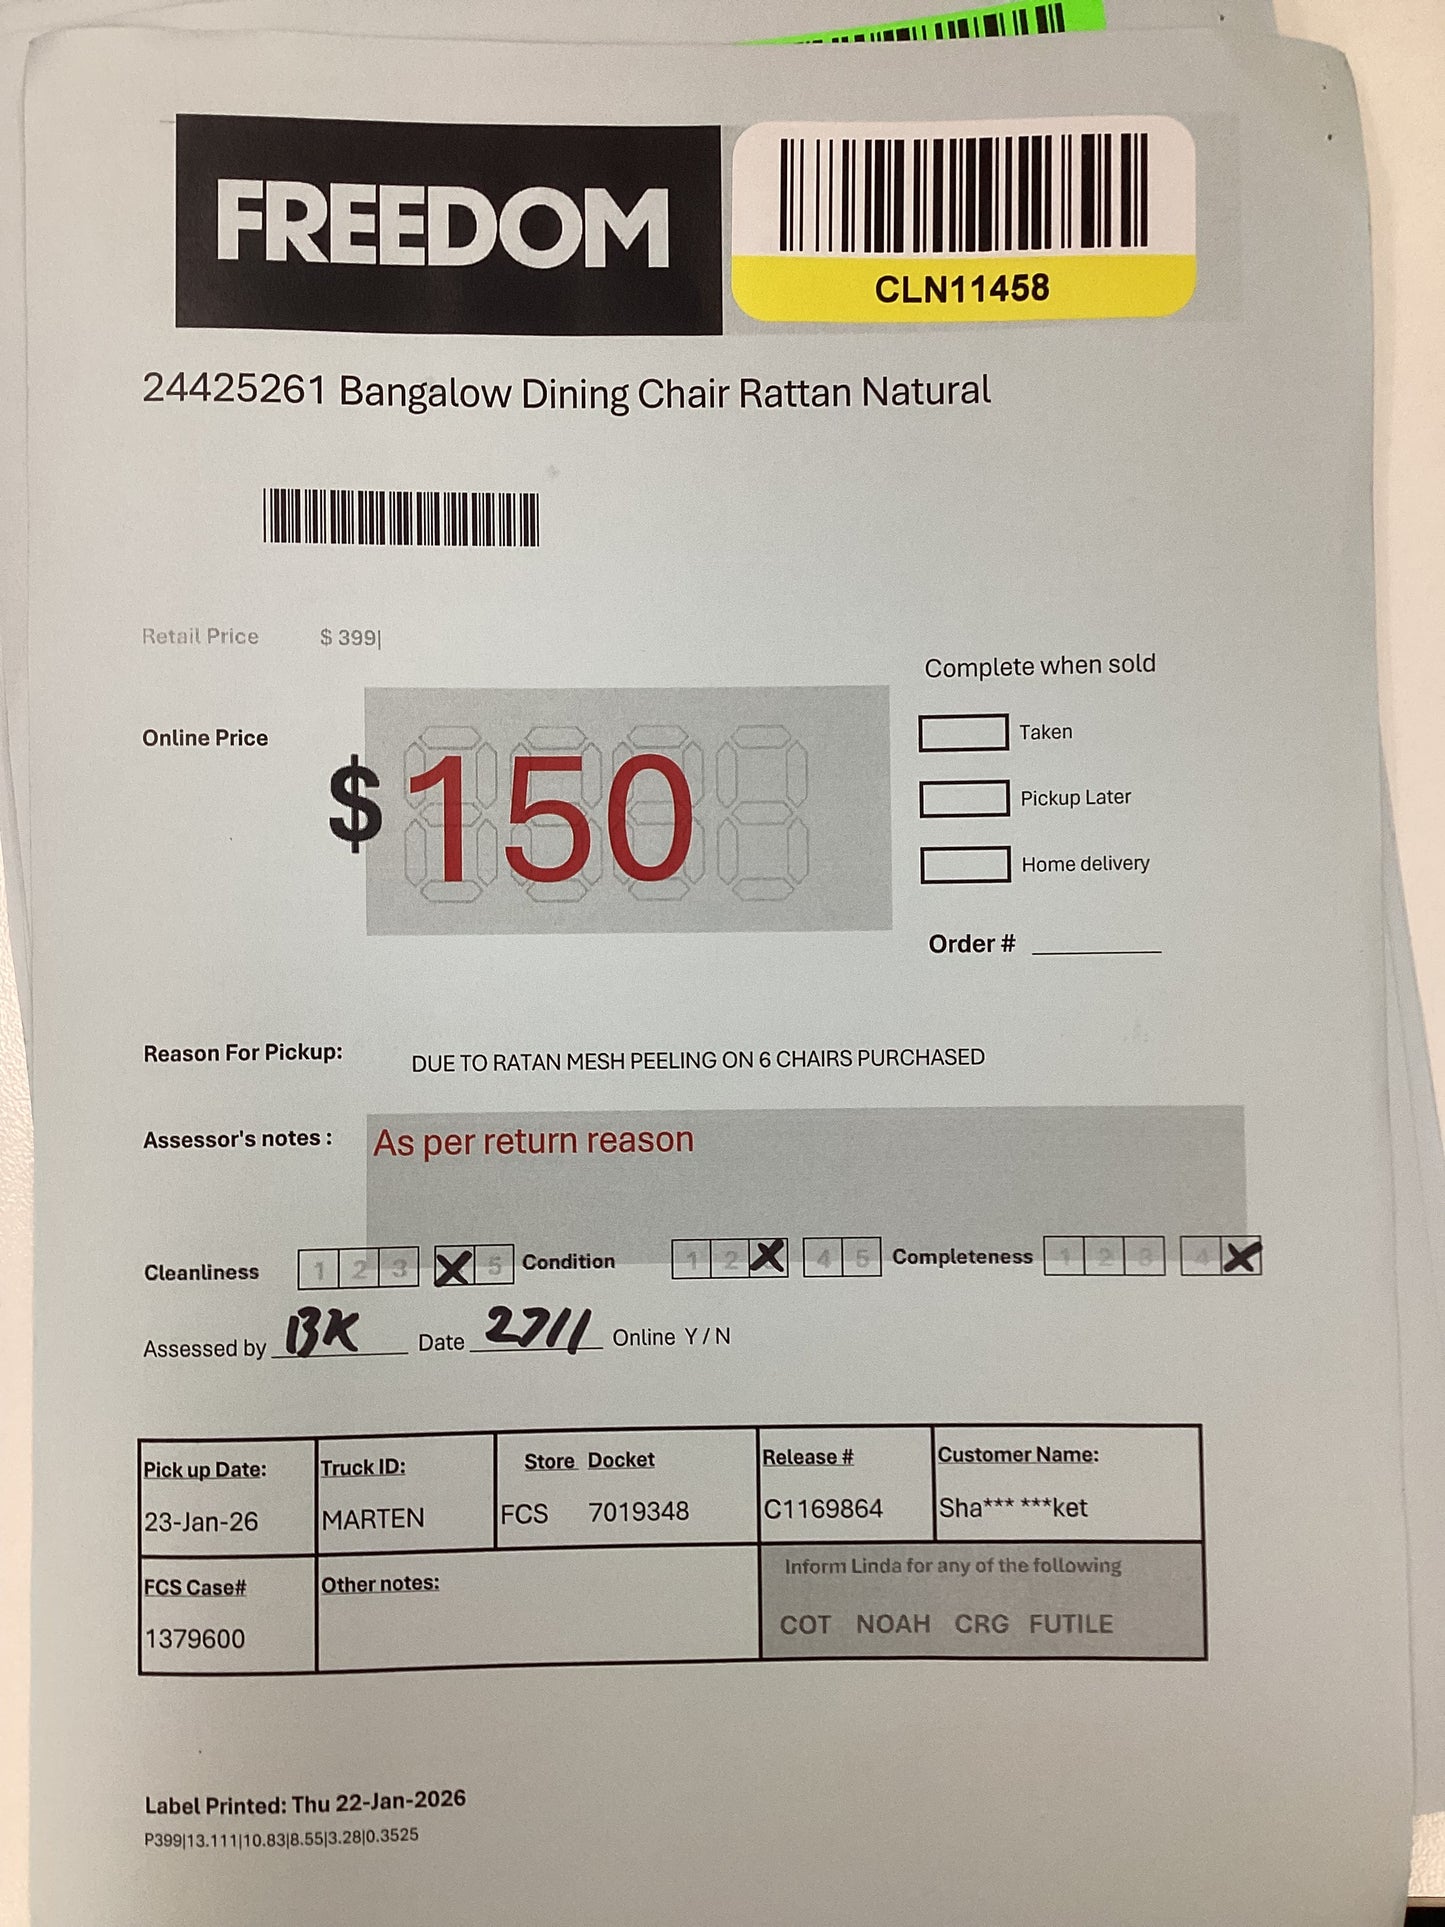 FREEDOM
CLN11458
24425261 Bangalow Dining Chair Rattan Natural
Retail Price $ 399|
Complete when sold
Online Price
$ 150
Taken
Pickup Later
Home delivery
Order #
Reason For Pickup: DUE TO RATAN MESH PEELING ON 6 CHAIRS PURCHASED
Assessor's notes : As per return reason
Cleanliness 1 2 3 X 5 Condition 1 2 X 4 5 Completeness 1 2 3 4 X
Assessed by BK Date 27/1 Online Y / N
Pick up Date: Truck ID: Store Docket Release # Customer Name:
23-Jan-26 MARTEN FCS 7019348 C1169864 Sha*** ***ket
FCS Case# Other notes: Inform Linda for any of the following
1379600 COT NOAH CRG FUTILE
Label Printed: Thu 22-Jan-2026
P399|13.111|10.83|8.55|3.28|0.3525